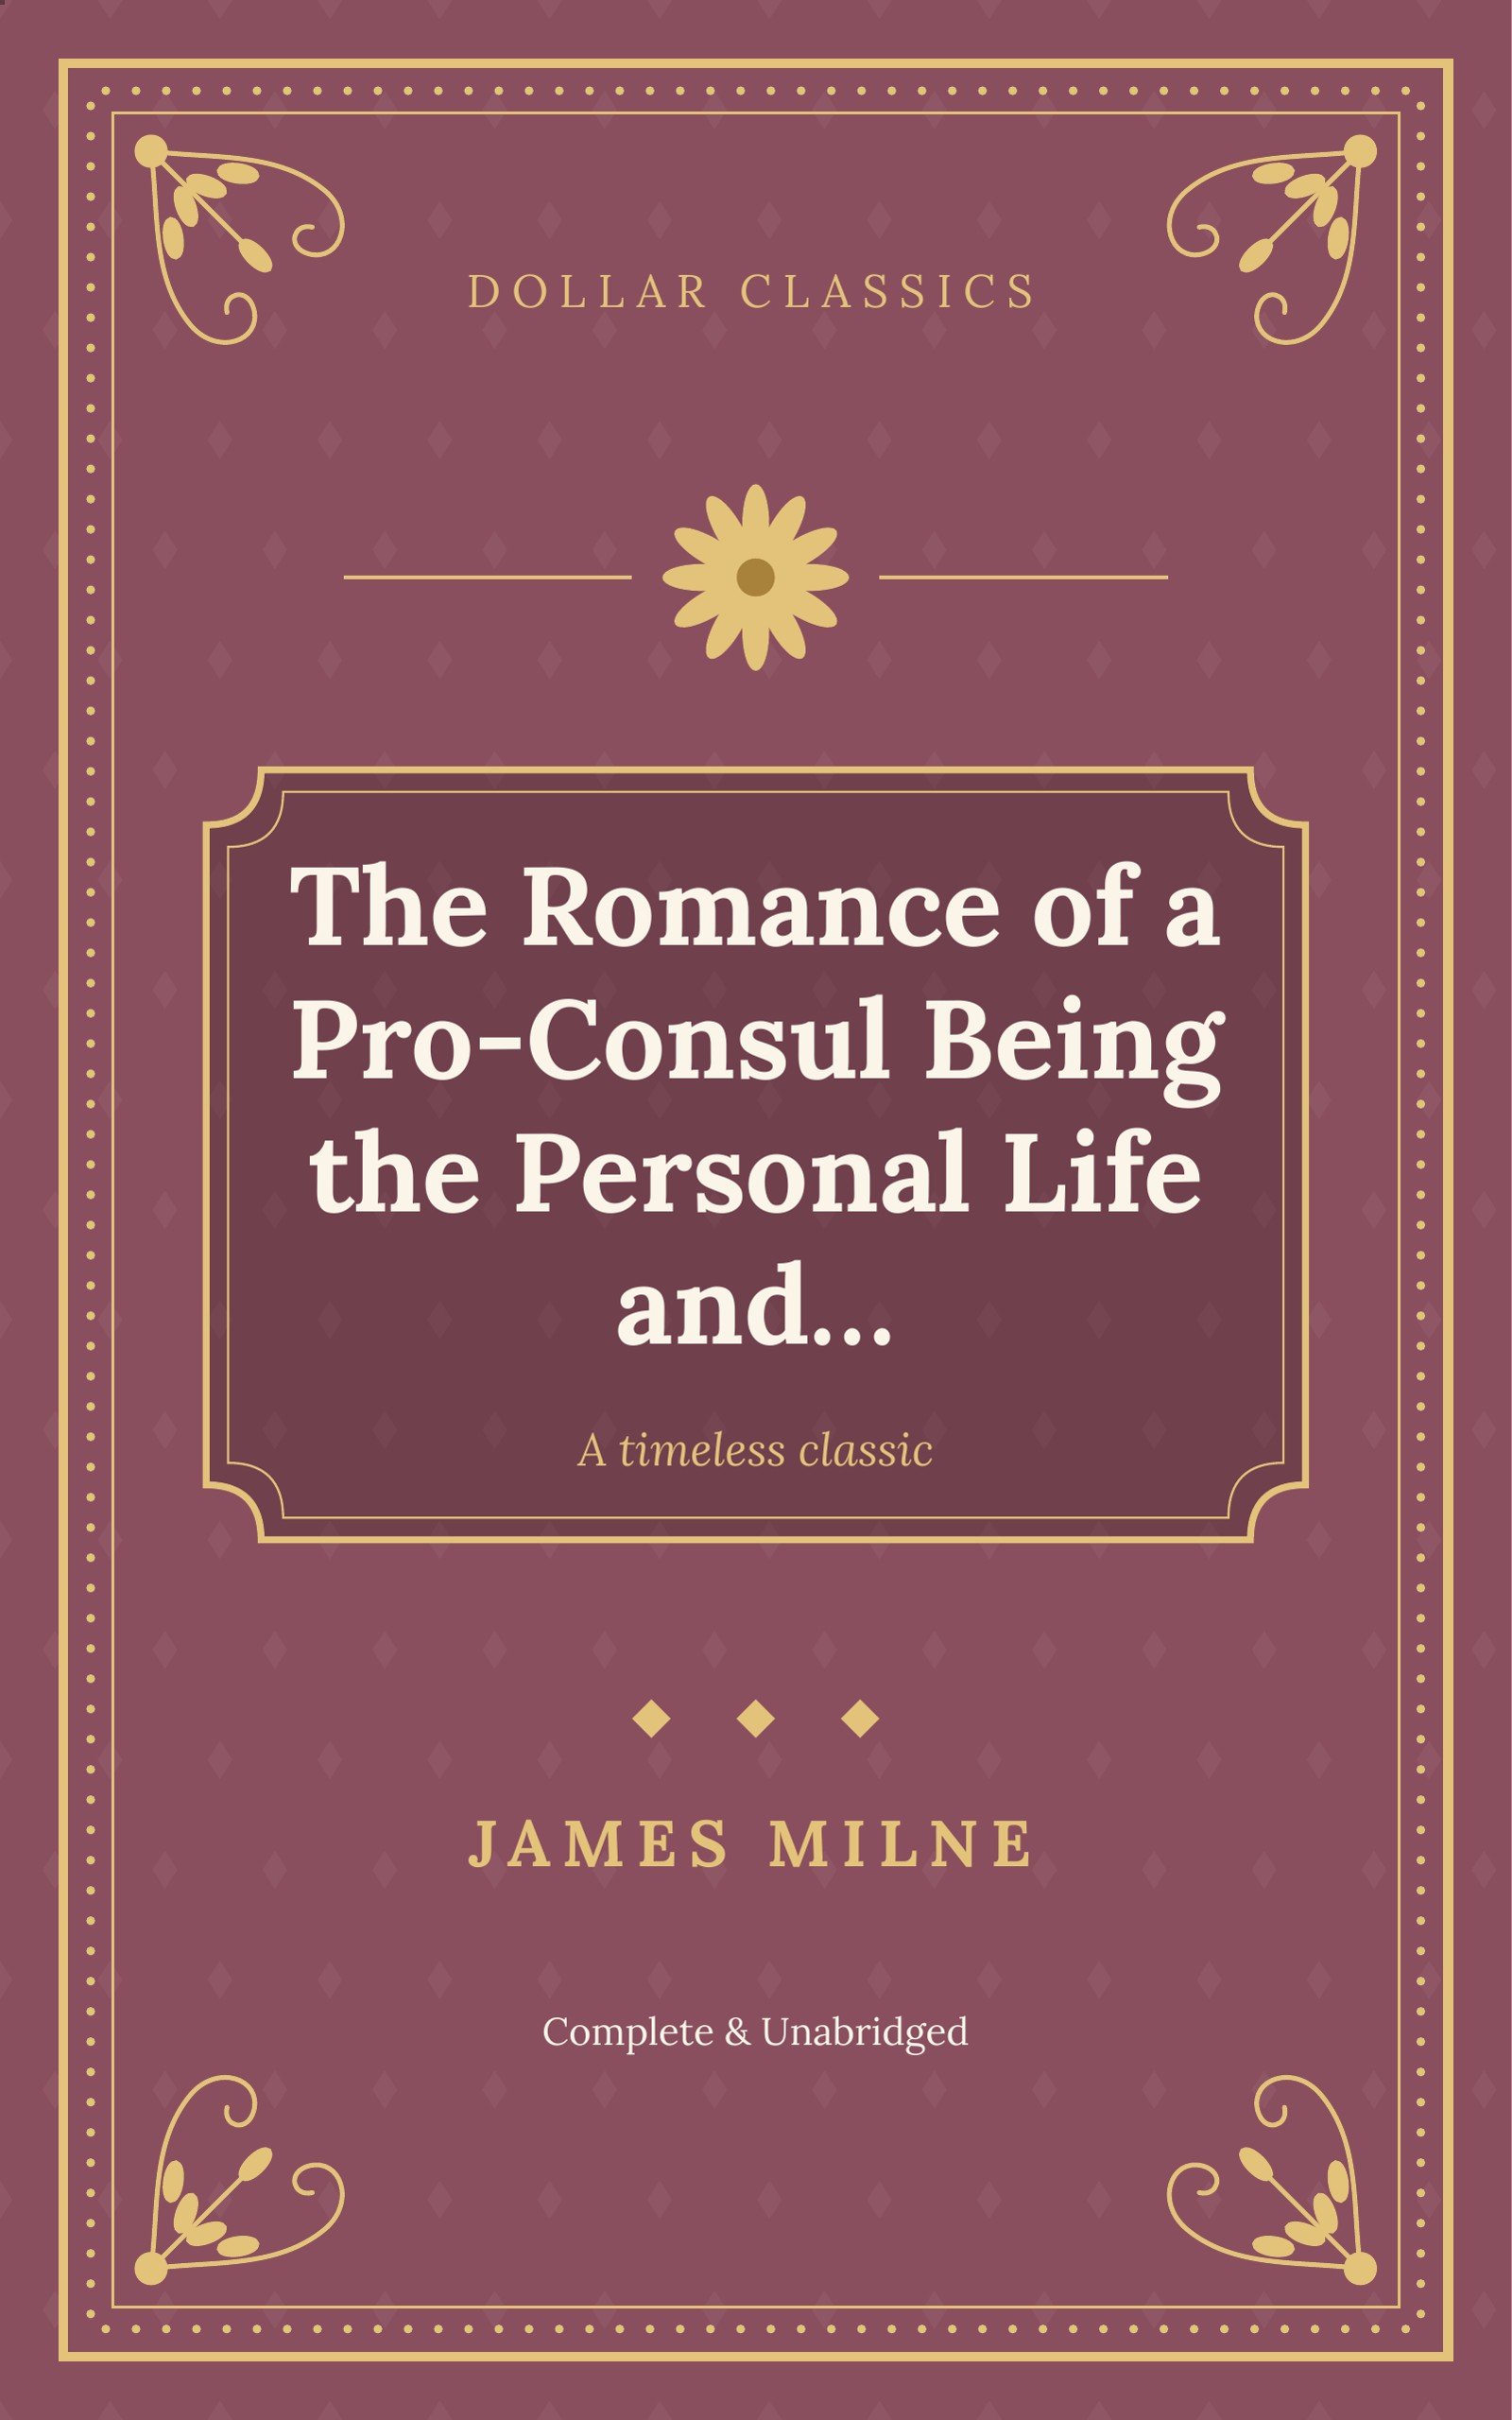 DOLLAR CLASSICS
The Romance of a
Pro-Consul Being
the Personal Life
and...
A timeless classic
JAMES MILNE
Complete & Unabridged